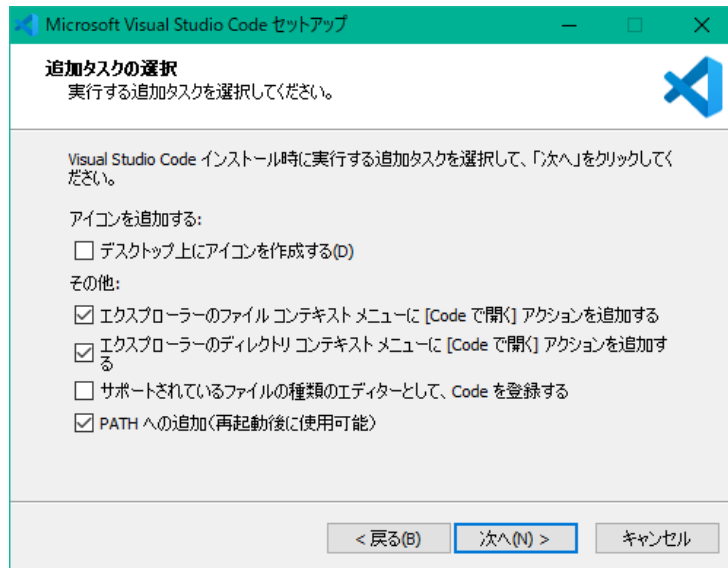 Microsoft Visual Studio Code セットアップ
追加タスクの選択
実行する追加タスクを選択してください。
Visual Studio Code インストール時に実行する追加タスクを選択して、「次へ」をクリックしてく
ださい。
アイコンを追加する:
デスクトップ上にアイコンを作成する(D)
その他:
エクスプローラーのファイル コンテキスト メニューに [Code で開く] アクションを追加する
エクスプローラーのディレクトリ コンテキスト メニューに [Code で開く] アクションを追加す
る
サポートされているファイルの種類のエディターとして、Code を登録する
PATH への追加(再起動後に使用可能)
< 戻る(B) 次へ(N) > キャンセル